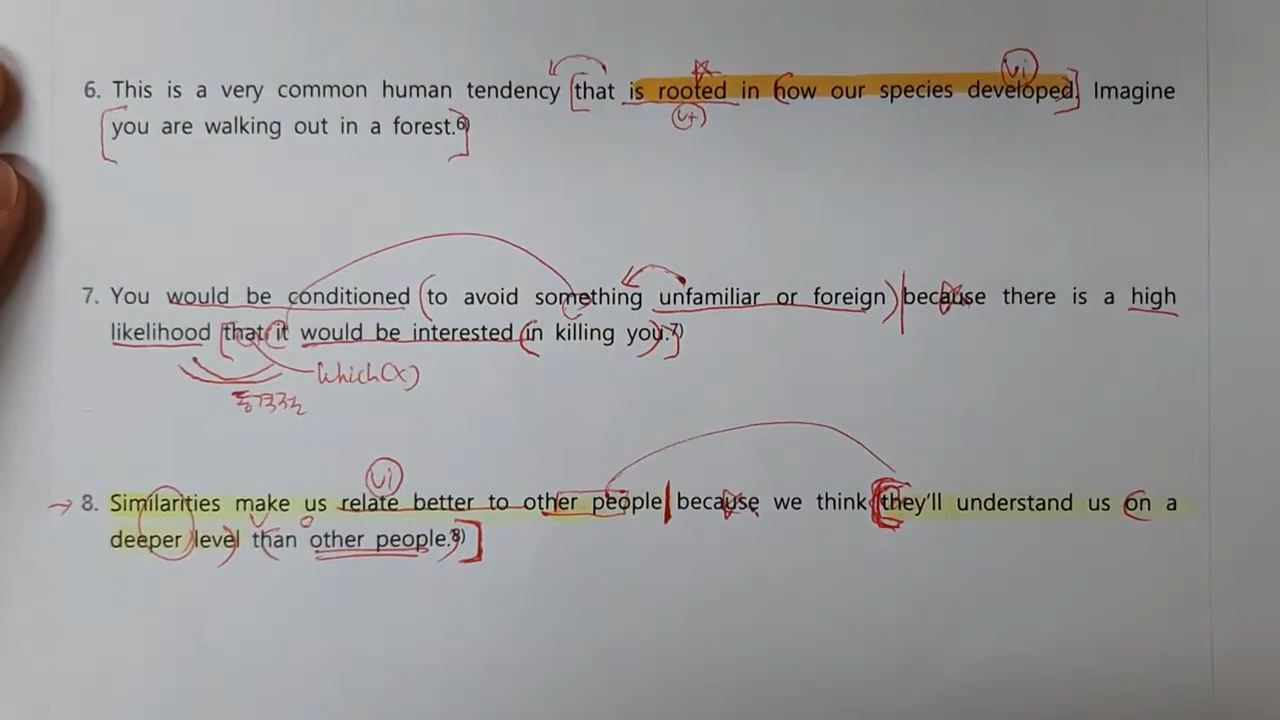 vi
6. This is a very common human tendency that is rooted in how our species developed. Imagine
vt
you are walking out in a forest.6)
7. You would be conditioned to avoid something unfamiliar or foreign because there is a high
likelihood that it would be interested in killing you.7)
which(x)
동격절
vi
→ 8. Similarities make us relate better to other people because we think they'll understand us on a
v o
deeper level than other people.8)